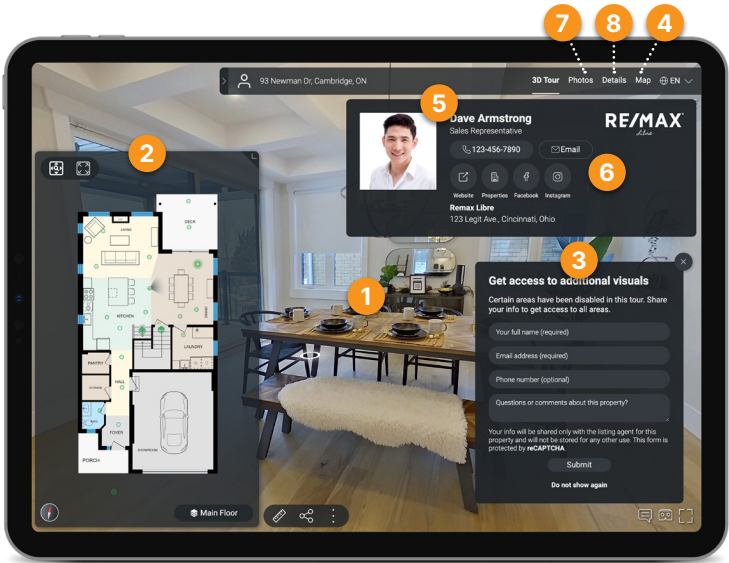 7
8
4
93 Newman Dr, Cambridge, ON
3D Tour
Photos
Details
Map
EN
5
Dave Armstrong
Sales Representative
RE/MAX
Libre
123-456-7890
Email
6
Website
Properties
Facebook
Instagram
Remax Libre
123 Legit Ave., Cincinnati, Ohio
2
DECK
LIVING
DINING
KITCHEN
LAUNDRY
PANTRY
STORAGE
HALL
BATH
FOYER
SHOWROOM
PORCH
Main Floor
1
3
Get access to additional visuals
Certain areas have been disabled in this tour. Share
your info to get access to all areas.
Your full name (required)
Email address (required)
Phone number (optional)
Questions or comments about this property?
Your info will be shared only with the listing agent for this
property and will not be stored for any other use. This form is
protected by reCAPTCHA.
Submit
Do not show again